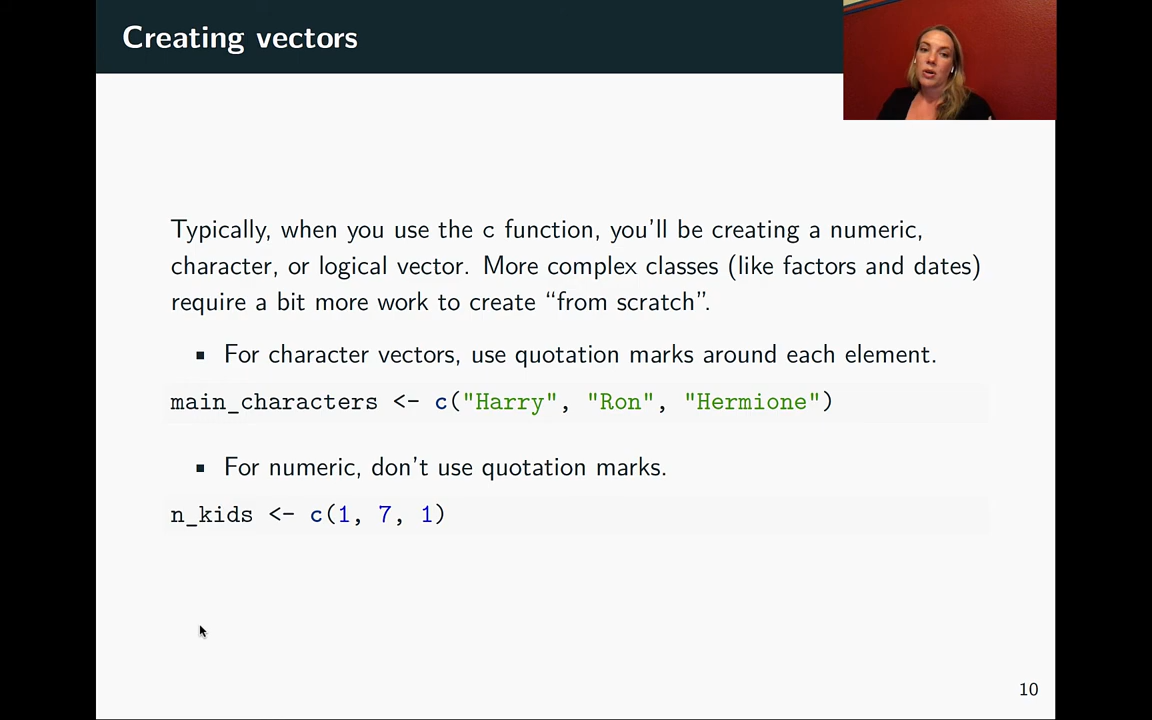 Creating vectors
Typically, when you use the c function, you'll be creating a numeric,
character, or logical vector. More complex classes (like factors and dates)
require a bit more work to create “from scratch”.
▪ For character vectors, use quotation marks around each element.
main_characters <- c("Harry", "Ron", "Hermione")
▪ For numeric, don't use quotation marks.
n_kids <- c(1, 7, 1)
10